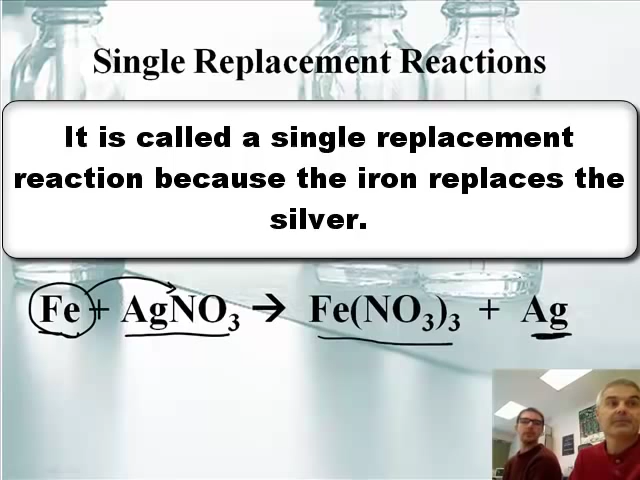 Single Replacement Reactions
It is called a single replacement
reaction because the iron replaces the
silver.
Fe + AgNO₃ → Fe(NO₃)₃ + Ag